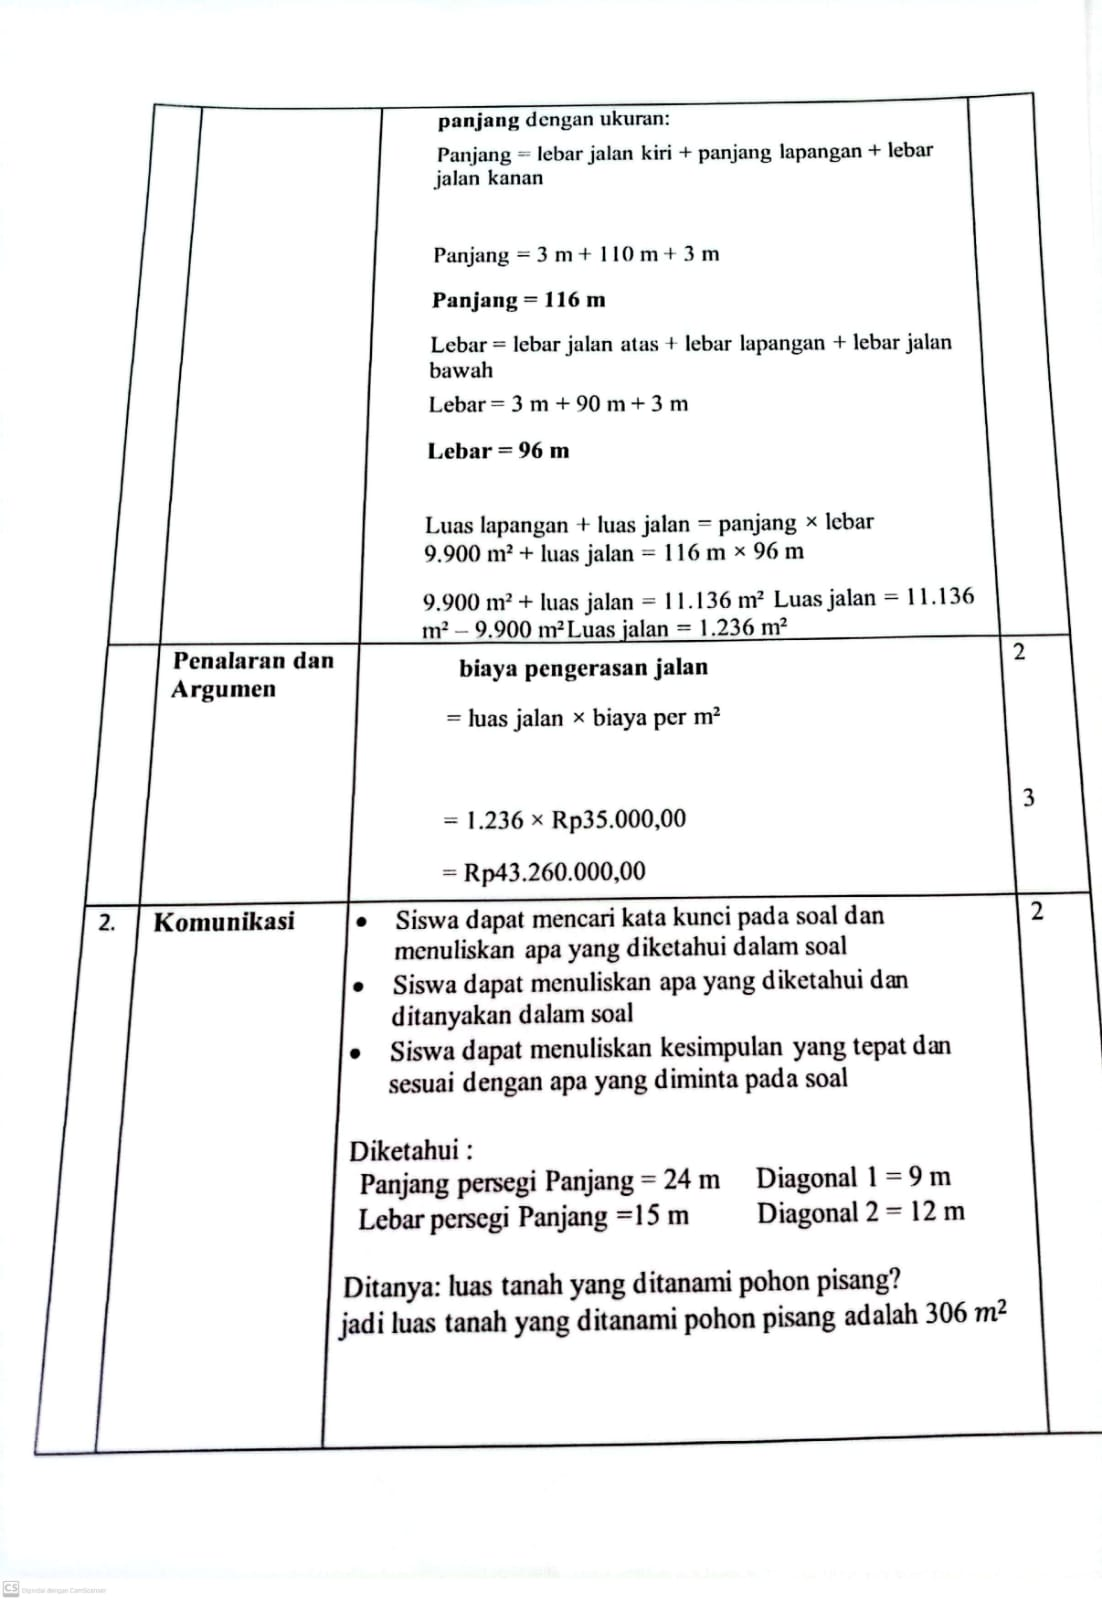 panjang dengan ukuran:
Panjang = lebar jalan kiri + panjang lapangan + lebar
jalan kanan
Panjang = 3 m + 110 m + 3 m
Panjang = 116 m
Lebar = lebar jalan atas + lebar lapangan + lebar jalan
bawah
Lebar = 3 m + 90 m + 3 m
Lebar = 96 m
Luas lapangan + luas jalan = panjang × lebar
9.900 m² + luas jalan = 116 m × 96 m
9.900 m² + luas jalan = 11.136 m² Luas jalan = 11.136
m² – 9.900 m² Luas jalan = 1.236 m²
Penalaran dan
Argumen
biaya pengerasan jalan
2
= luas jalan × biaya per m²
3
= 1.236 × Rp35.000,00
= Rp43.260.000,00
2.
Komunikasi
2
• Siswa dapat mencari kata kunci pada soal dan
menuliskan apa yang diketahui dalam soal
• Siswa dapat menuliskan apa yang diketahui dan
ditanyakan dalam soal
• Siswa dapat menuliskan kesimpulan yang tepat dan
sesuai dengan apa yang diminta pada soal
Diketahui :
Panjang persegi Panjang = 24 m Diagonal 1 = 9 m
Lebar persegi Panjang =15 m Diagonal 2 = 12 m
Ditanya: luas tanah yang ditanami pohon pisang?
jadi luas tanah yang ditanami pohon pisang adalah 306 m²
CS Dipindai dengan CamScanner